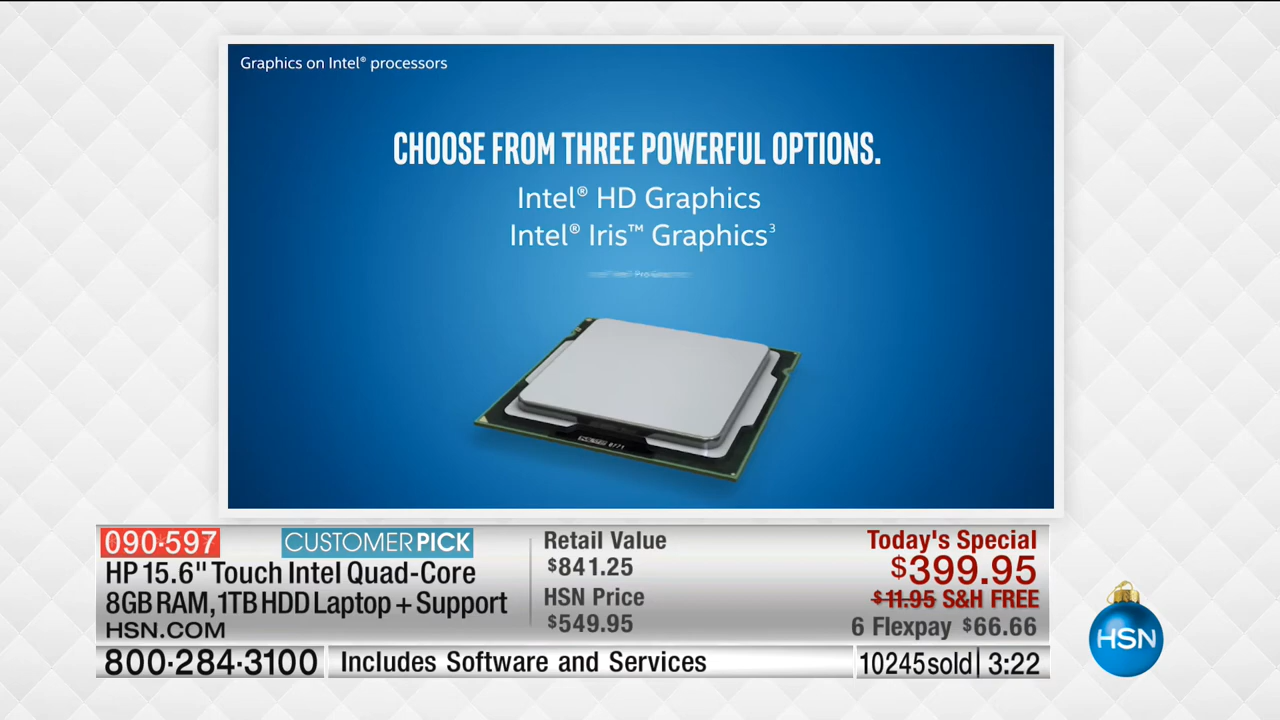 Graphics on Intel® processors
CHOOSE FROM THREE POWERFUL OPTIONS.
Intel® HD Graphics
Intel® Iris™ Graphics³
Pro
090-597
CUSTOMER PICK
HP 15.6" Touch Intel Quad-Core
8GB RAM, 1TB HDD Laptop + Support
HSN.COM
Retail Value
$841.25
HSN Price
$549.95
Today's Special
$399.95
$11.95 S&H FREE
6 Flexpay $66.66
HSN
800-284-3100
Includes Software and Services
10245 sold
3:22